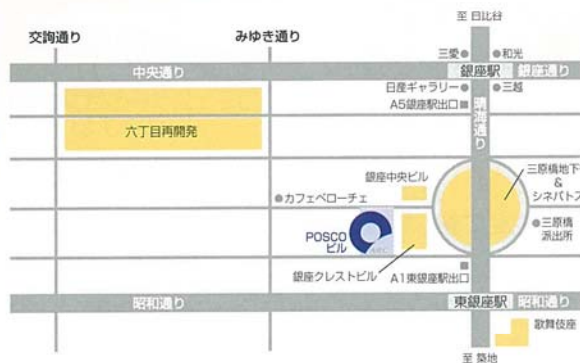 至 日比谷
交詢通り
みゆき通り
三愛
和光
中央通り
銀座駅
銀座通り
日産ギャラリー
三越
A5銀座駅出口
晴海通り
六丁目再開発
銀座中央ビル
三原橋地下街
&
シネパトス
カフェベローチェ
POSCO
ビル
三原橋
派出所
銀座クレストビル
A1東銀座駅出口
昭和通り
東銀座駅
昭和通り
歌舞伎座
至 築地